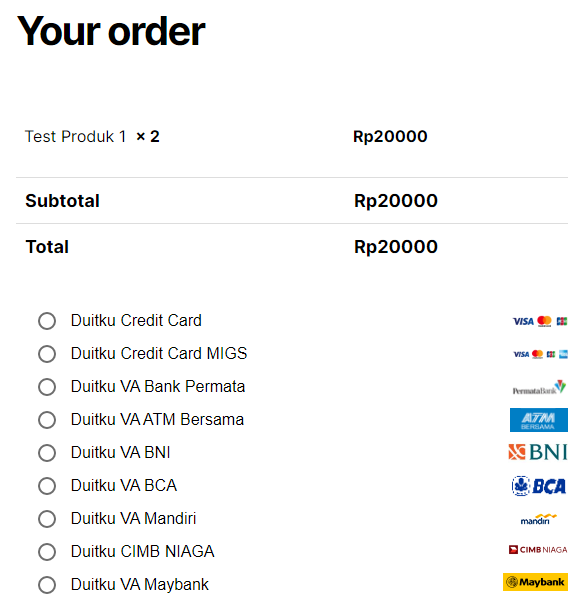 Your order
Test Produk 1 × 2 Rp20000
Subtotal Rp20000
Total Rp20000
Duitku Credit Card VISA
Duitku Credit Card MIGS VISA
Duitku VA Bank Permata PermataBank
Duitku VA ATM Bersama ATM BERSAMA
Duitku VA BNI BNI
Duitku VA BCA BCA
Duitku VA Mandiri mandiri
Duitku CIMB NIAGA CIMB NIAGA
Duitku VA Maybank Maybank